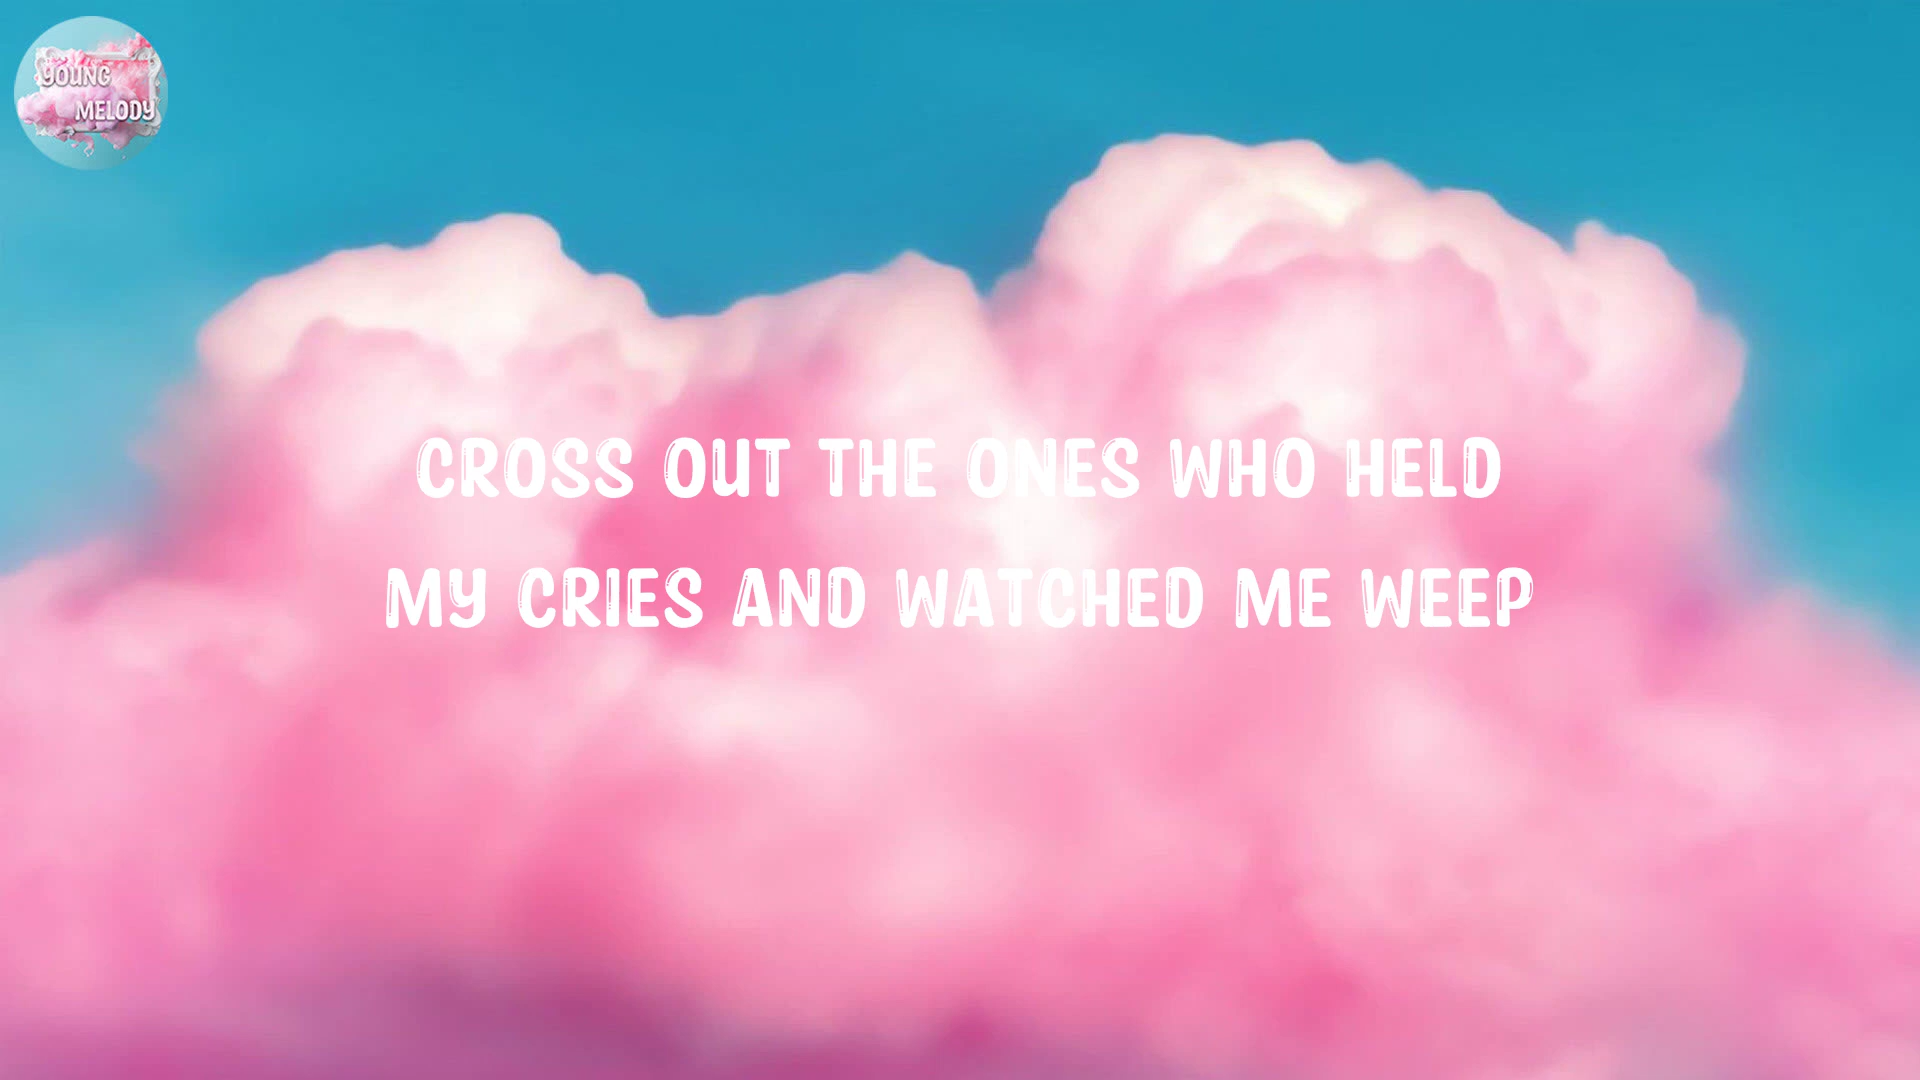 YOUNG
MELODY
CROSS OUT THE ONES WHO HELD
MY CRIES AND WATCHED ME WEEP